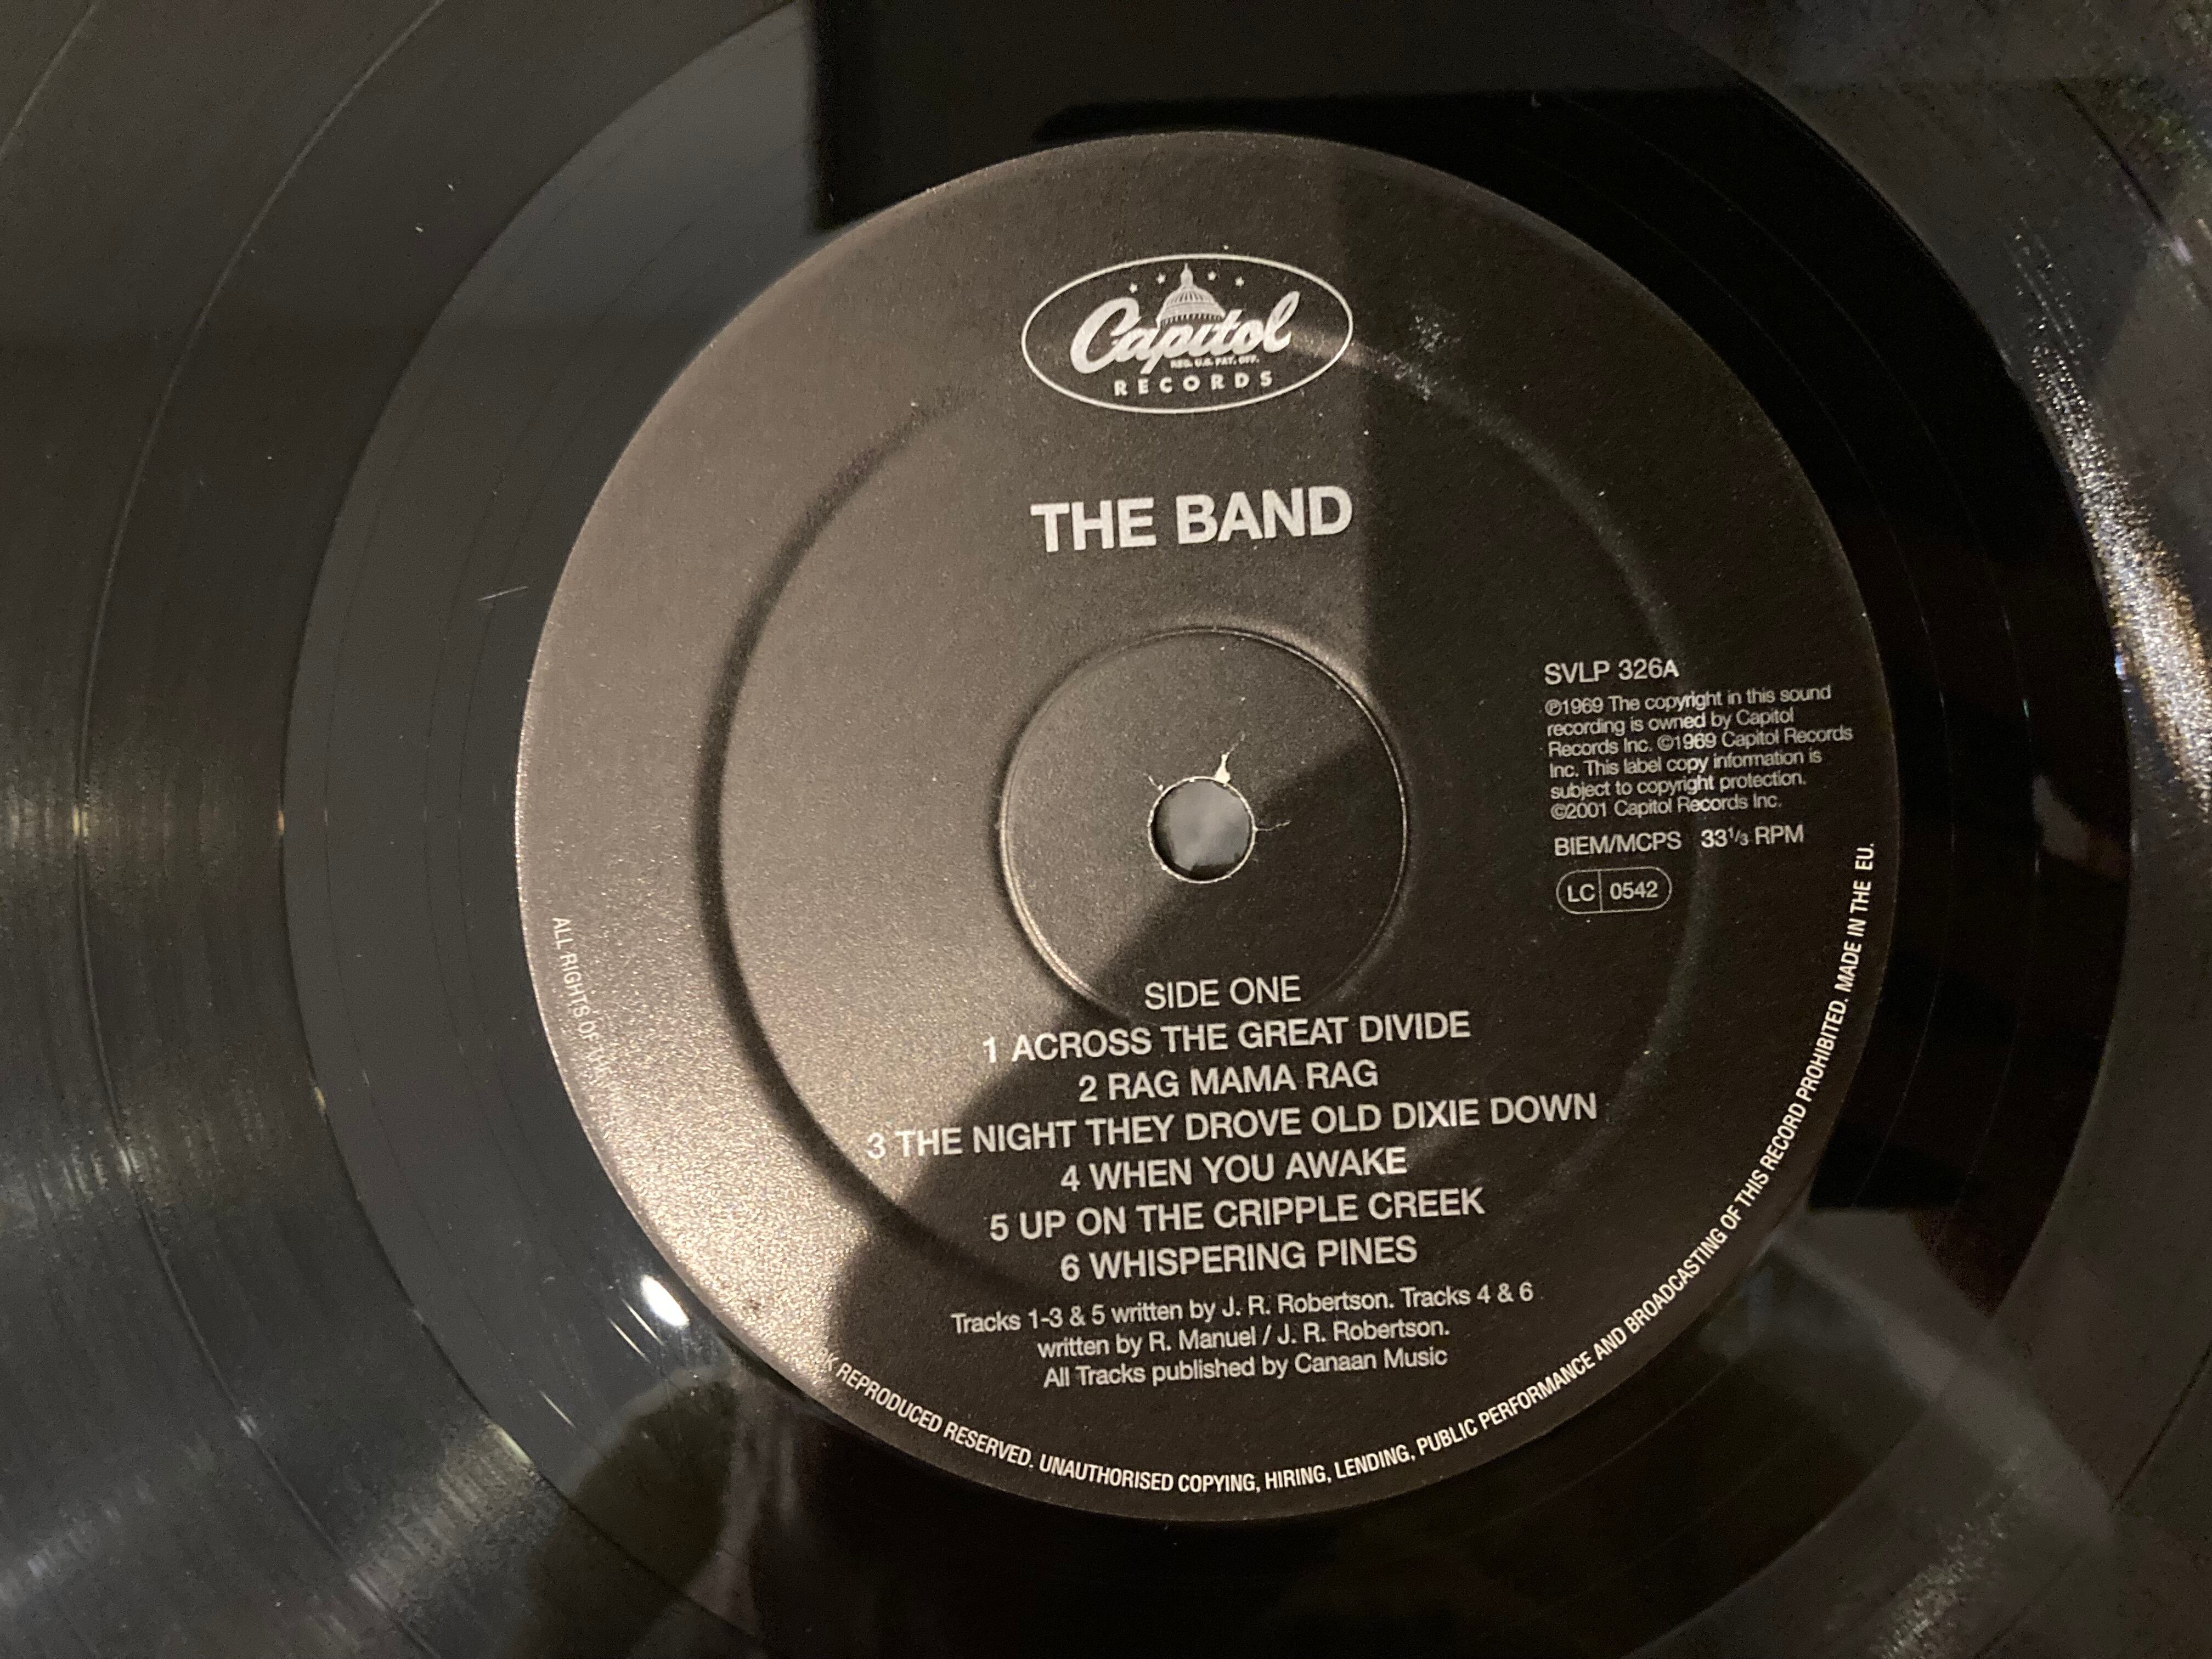 Capitol
REG. U.S. PAT. OFF.
RECORDS
THE BAND
SVLP 326A
℗1969 The copyright in this sound
recording is owned by Capitol
Records Inc. ©1969 Capitol Records
Inc. This label copy information is
subject to copyright protection.
©2001 Capitol Records Inc.
BIEM/MCPS 33⅓ RPM
LC 0542
SIDE ONE
1 ACROSS THE GREAT DIVIDE
2 RAG MAMA RAG
3 THE NIGHT THEY DROVE OLD DIXIE DOWN
4 WHEN YOU AWAKE
5 UP ON THE CRIPPLE CREEK
6 WHISPERING PINES
Tracks 1-3 & 5 written by J. R. Robertson. Tracks 4 & 6
written by R. Manuel / J. R. Robertson.
All Tracks published by Canaan Music
ALL RIGHTS OF REPRODUCED RESERVED. UNAUTHORISED COPYING, HIRING, LENDING, PUBLIC PERFORMANCE AND BROADCASTING OF THIS RECORD PROHIBITED. MADE IN THE EU.